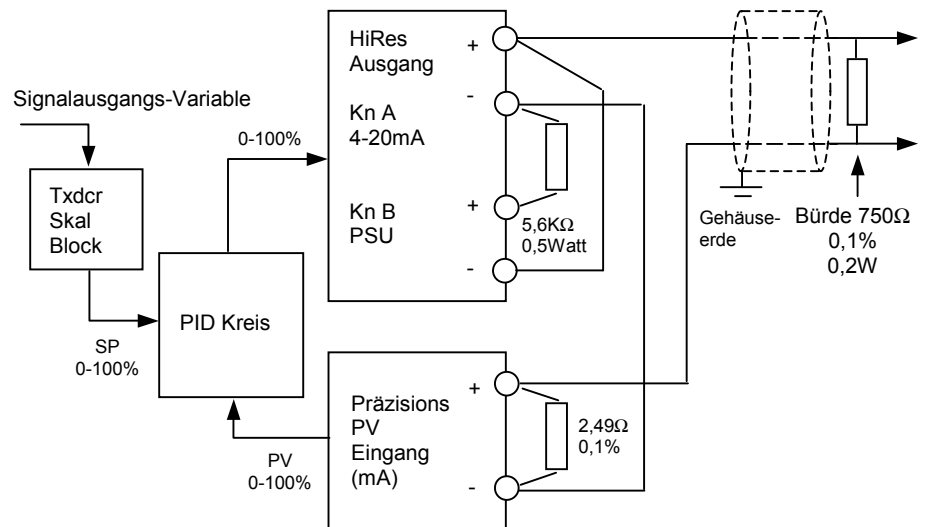 Signalausgangs-Variable
Txdcr
Skal
Block
SP
0-100%
PID Kreis
0-100%
PV
0-100%
HiRes
Ausgang
Kn A
4-20mA
Kn B
PSU
+
-
+
-
5,6KΩ
0,5Watt
Präzisions
PV
Eingang
(mA)
+
-
2,49Ω
0,1%
Gehäuse-
erde
Bürde 750Ω
0,1%
0,2W